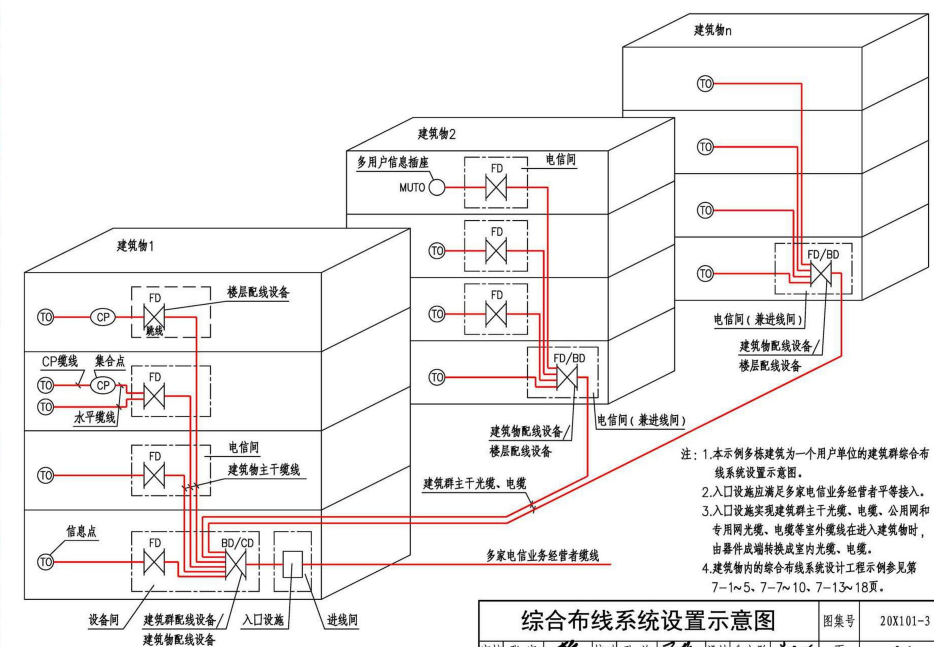 建筑物n
TO
TO
TO
TO
FD/BD
电信间(兼进线间)
建筑物配线设备/
楼层配线设备
建筑物2
多用户信息插座
MUTO
FD
电信间
TO
FD
TO
FD
TO
FD/BD
电信间(兼进线间)
建筑物配线设备/
楼层配线设备
建筑群主干光缆、电缆
建筑物1
TO
CP
FD
跳线
楼层配线设备
CP缆线
集合点
TO
CP
TO
FD
水平缆线
TO
FD
电信间
建筑物主干缆线
信息点
TO
FD
BD/CD
多家电信业务经营者缆线
设备间
建筑群配线设备/
建筑物配线设备
入口设施
进线间
注:1.本示例多栋建筑为一个用户单位的建筑群综合布
线系统设置示意图。
2.入口设施应满足多家电信业务经营者平等接入。
3.入口设施实现建筑群主干光缆、电缆、公用网和
专用网光缆、电缆等室外缆线在进入建筑物时,
由器件成端转换成室内光缆、电缆。
4.建筑物内的综合布线系统设计工程示例参见第
7-1~5、7-7~10、7-13~18页。
综合布线系统设置示意图
图集号
20X101-3